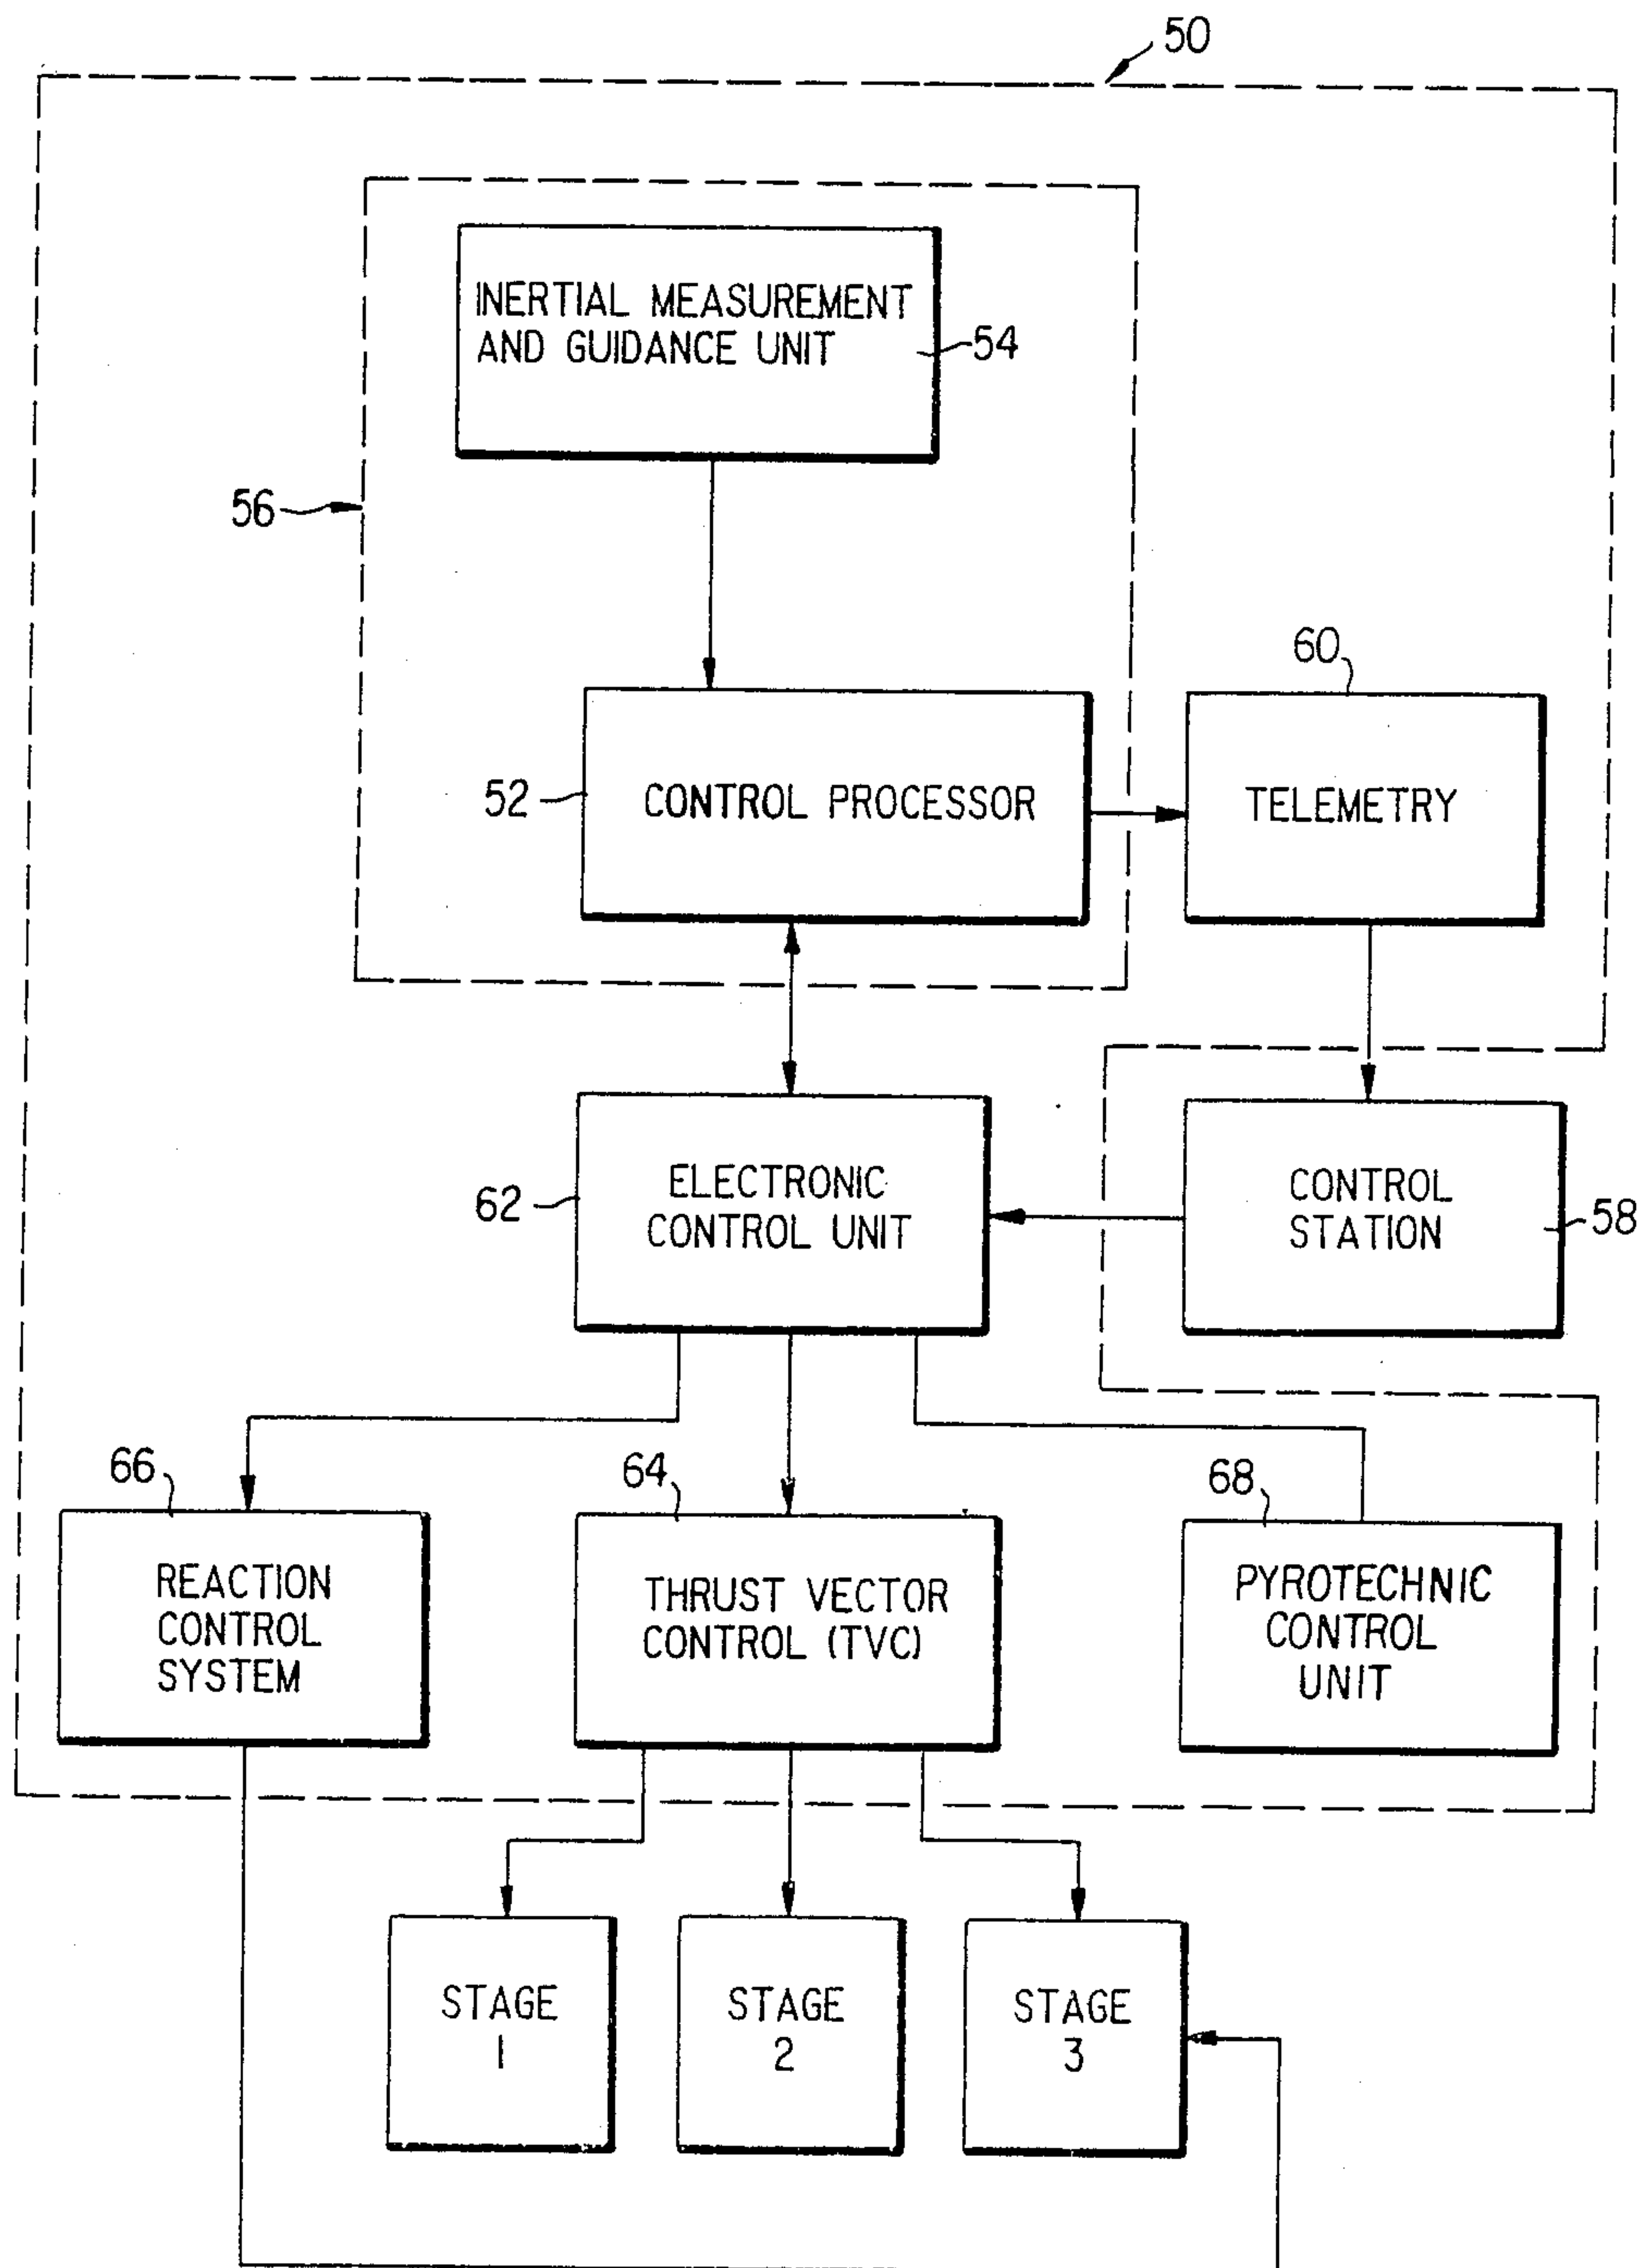 50
INERTIAL MEASUREMENT
AND GUIDANCE UNIT
54
56
60
52
CONTROL PROCESSOR
TELEMETRY
62
ELECTRONIC
CONTROL UNIT
CONTROL
STATION
58
66
64
68
REACTION
CONTROL
SYSTEM
THRUST VECTOR
CONTROL (TVC)
PYROTECHNIC
CONTROL
UNIT
STAGE
1
STAGE
2
STAGE
3